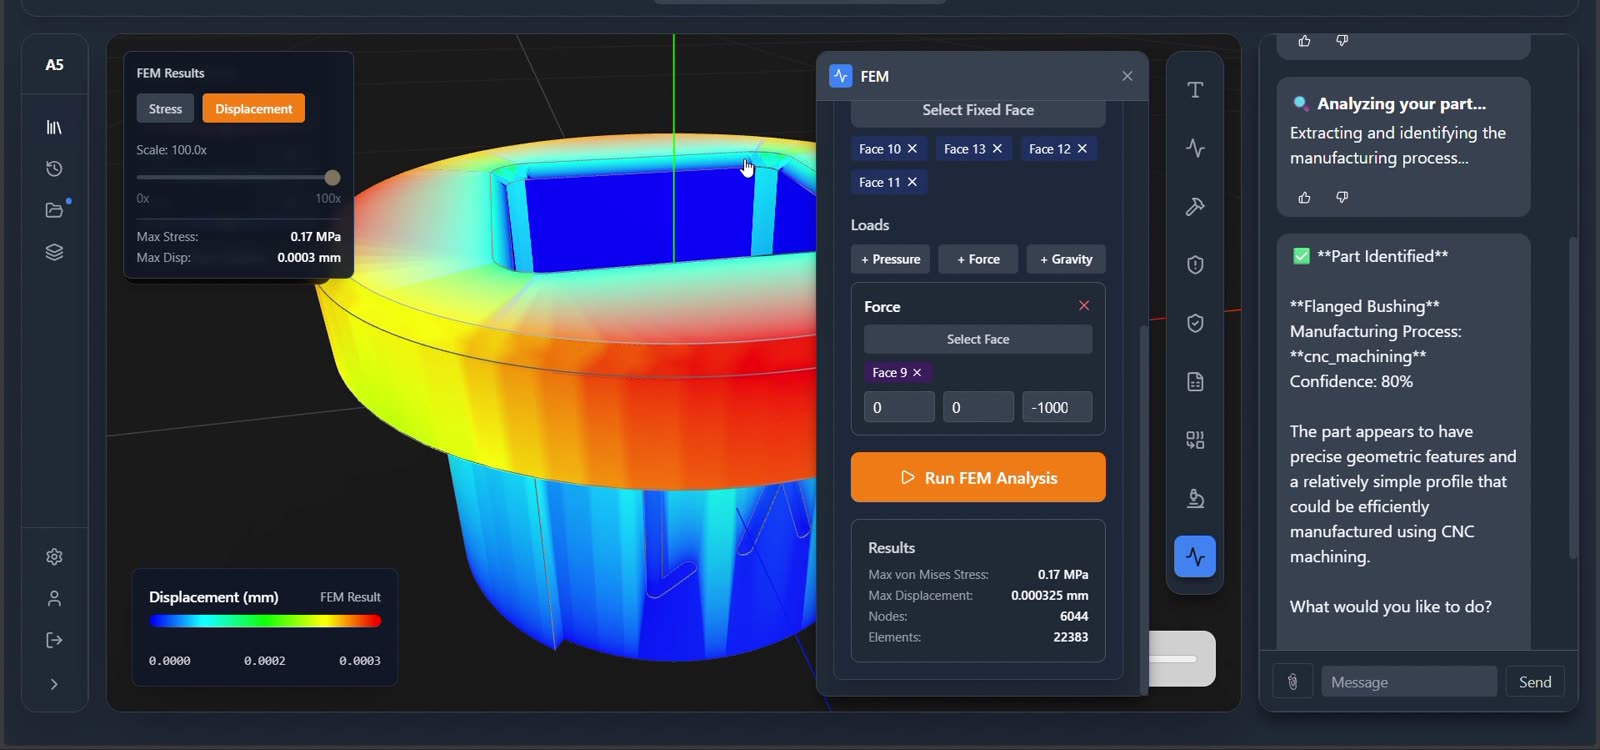 A5
FEM Results
Stress
Displacement
Scale: 100.0x
0x
100x
Max Stress:
0.17 MPa
Max Disp:
0.0003 mm
Displacement (mm)
FEM Result
0.0000
0.0002
0.0003
FEM
Select Fixed Face
Face 10 ✕
Face 13 ✕
Face 12 ✕
Face 11 ✕
Loads
+ Pressure
+ Force
+ Gravity
Force
Select Face
Face 9 ✕
0
0
-1000
Run FEM Analysis
Results
Max von Mises Stress:
0.17 MPa
Max Displacement:
0.000325 mm
Nodes:
6044
Elements:
22383
Analyzing your part...
Extracting and identifying the
manufacturing process...
**Part Identified**
**Flanged Bushing**
Manufacturing Process:
**cnc_machining**
Confidence: 80%
The part appears to have
precise geometric features and
a relatively simple profile that
could be efficiently
manufactured using CNC
machining.
What would you like to do?
Message
Send